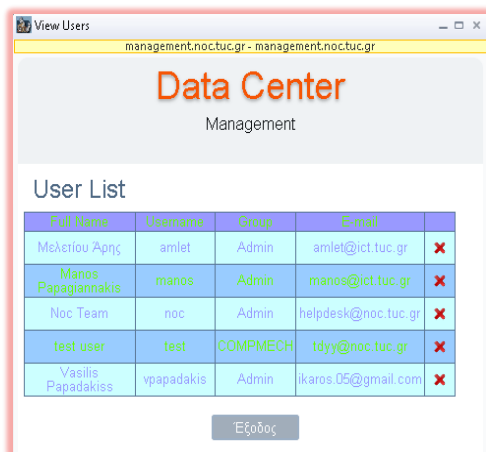 View Users
management.noc.tuc.gr - management.noc.tuc.gr
Data Center
Management
User List
Full Name Username Group E-mail
Μελετίου Άρης amlet Admin amlet@ict.tuc.gr
Manos Papagiannakis manos Admin manos@ict.tuc.gr
Noc Team noc Admin helpdesk@noc.tuc.gr
test user test COMPMECH tdyy@noc.tuc.gr
Vasilis Papadakiss vpapadakis Admin ikaros.05@gmail.com
Έξοδος